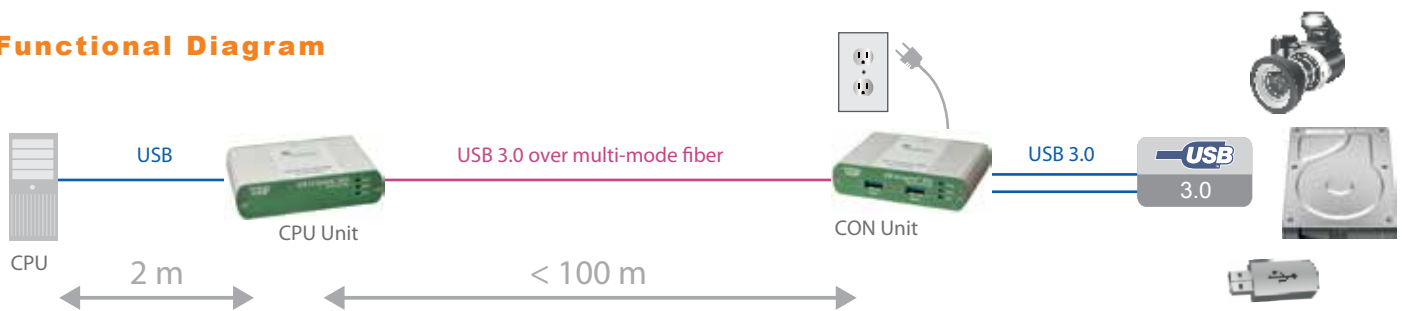 Functional Diagram
USB
USB 3.0 over multi-mode fiber
USB 3.0
USB
3.0
CPU Unit
CON Unit
CPU
2 m
< 100 m